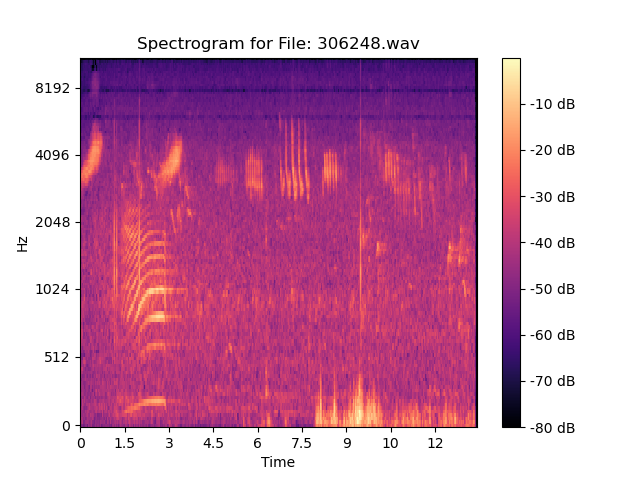 Spectrogram for File: 306248.wav
8192
4096
2048
1024
512
0
Hz
0 1.5 3 4.5 6 7.5 9 10 12
Time
-10 dB
-20 dB
-30 dB
-40 dB
-50 dB
-60 dB
-70 dB
-80 dB